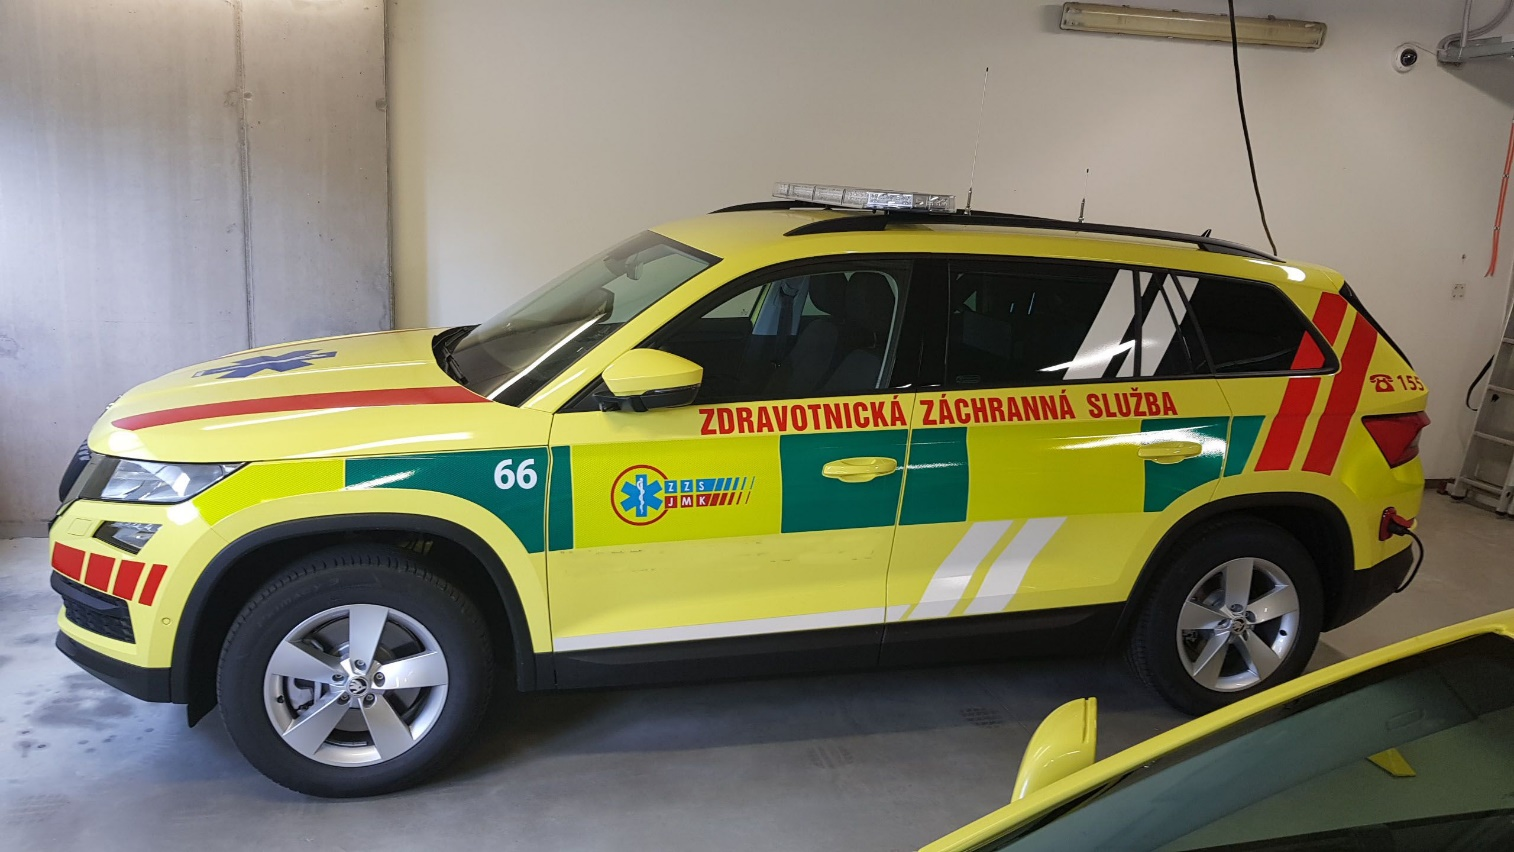 ZDRAVOTNICKÁ ZÁCHRANNÁ SLUŽBA
155
66
ZZS
JMK